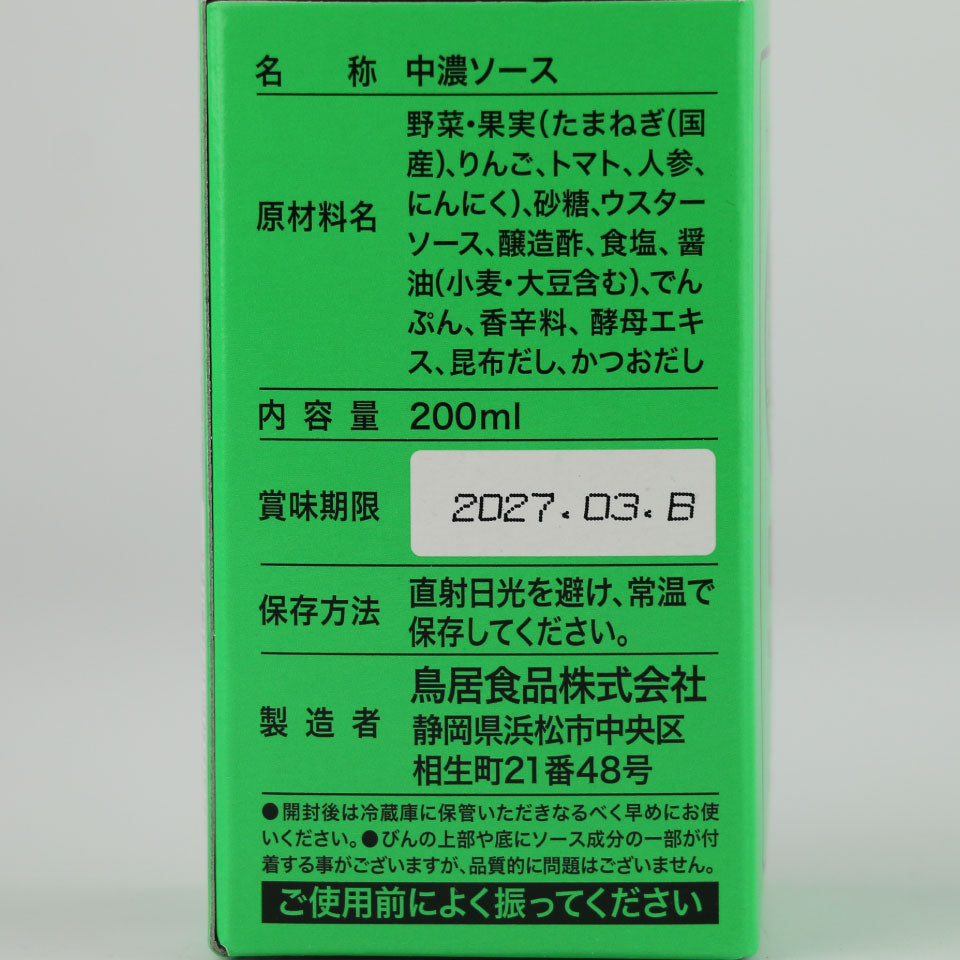 名称 中濃ソース
原材料名
野菜・果実(たまねぎ(国
産)、りんご、トマト、人参、
にんにく)、砂糖、ウスター
ソース、醸造酢、食塩、醤
油(小麦・大豆含む)、でん
ぷん、香辛料、酵母エキ
ス、昆布だし、かつおだし
内容量 200ml
賞味期限 2027.03.B
保存方法
直射日光を避け、常温で
保存してください。
製造者
鳥居食品株式会社
静岡県浜松市中央区
相生町21番48号
●開封後は冷蔵庫に保管いただきなるべく早めにお使
いください。●びんの上部や底にソース成分の一部が付
着する事がございますが、品質的に問題はございません。
ご使用前によく振ってください